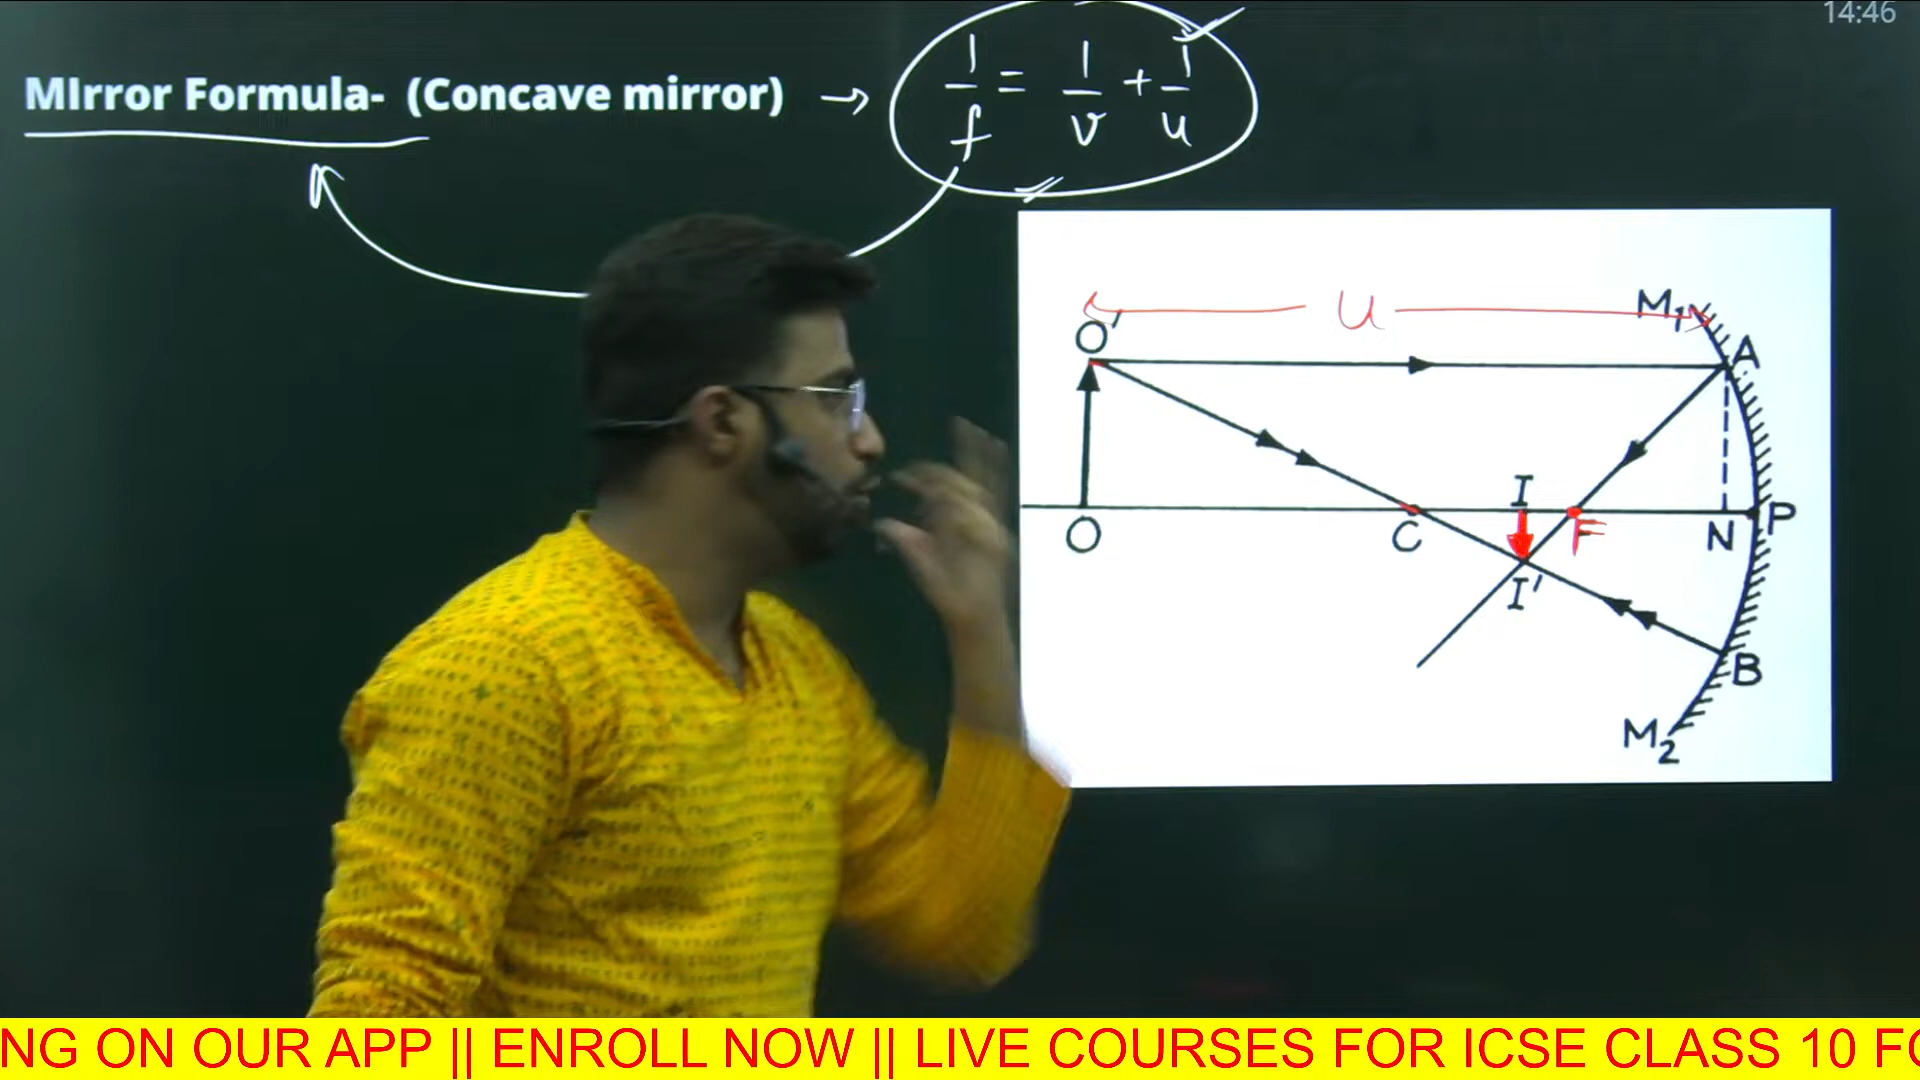 14:46
MIrror Formula- (Concave mirror) → 1/f = 1/v + 1/u
u
M1
O'
A
I
O
C
F
N
P
I'
B
M2
NG ON OUR APP || ENROLL NOW || LIVE COURSES FOR ICSE CLASS 10 FO